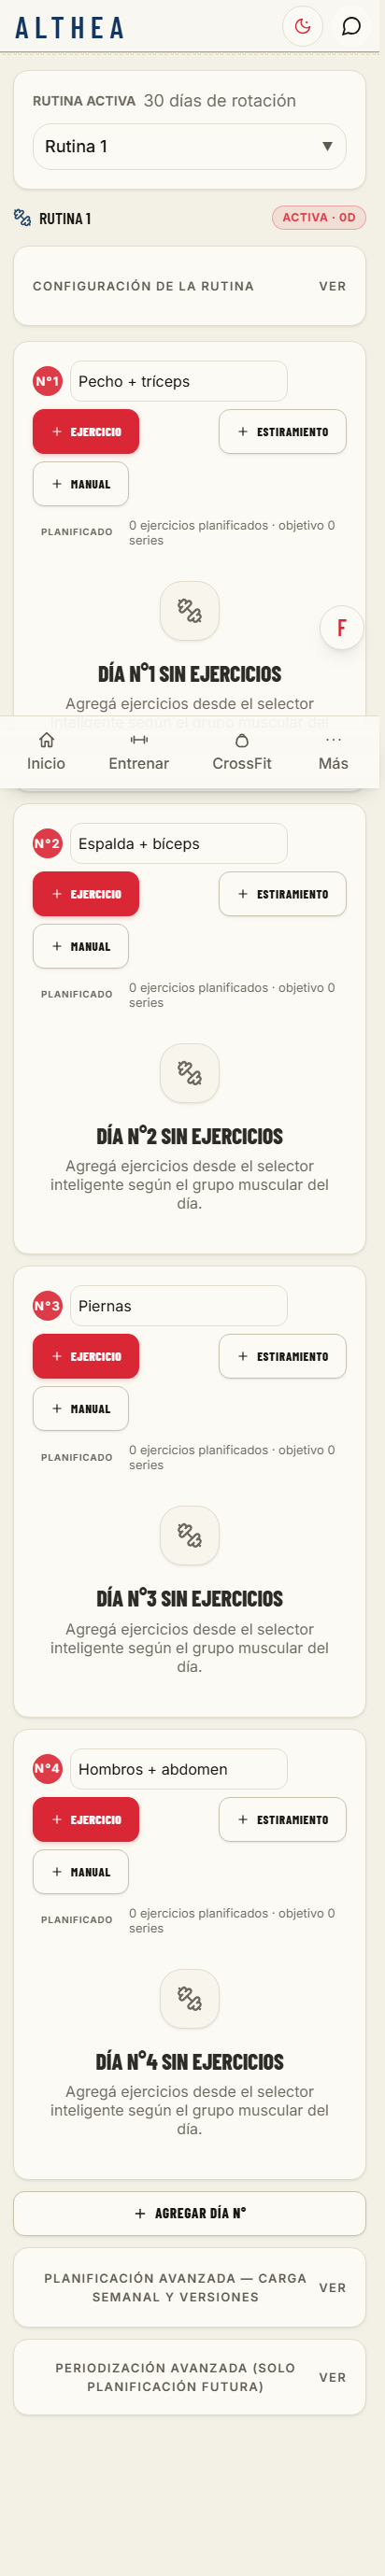 ALTHEA
RUTINA ACTIVA 30 días de rotación
Rutina 1
RUTINA 1
ACTIVA · 0D
CONFIGURACIÓN DE LA RUTINA VER
N°1 Pecho + tríceps
+ EJERCICIO + ESTIRAMIENTO
+ MANUAL
PLANIFICADO 0 ejercicios planificados · objetivo 0
series
F
DÍA N°1 SIN EJERCICIOS
Agregá ejercicios desde el selector
inteligente según el grupo muscular del
Inicio Entrenar CrossFit Más
N°2 Espalda + bíceps
+ EJERCICIO + ESTIRAMIENTO
+ MANUAL
PLANIFICADO 0 ejercicios planificados · objetivo 0
series
DÍA N°2 SIN EJERCICIOS
Agregá ejercicios desde el selector
inteligente según el grupo muscular del
día.
N°3 Piernas
+ EJERCICIO + ESTIRAMIENTO
+ MANUAL
PLANIFICADO 0 ejercicios planificados · objetivo 0
series
DÍA N°3 SIN EJERCICIOS
Agregá ejercicios desde el selector
inteligente según el grupo muscular del
día.
N°4 Hombros + abdomen
+ EJERCICIO + ESTIRAMIENTO
+ MANUAL
PLANIFICADO 0 ejercicios planificados · objetivo 0
series
DÍA N°4 SIN EJERCICIOS
Agregá ejercicios desde el selector
inteligente según el grupo muscular del
día.
+ AGREGAR DÍA N°
PLANIFICACIÓN AVANZADA — CARGA
SEMANAL Y VERSIONES
VER
PERIODIZACIÓN AVANZADA (SOLO
PLANIFICACIÓN FUTURA)
VER